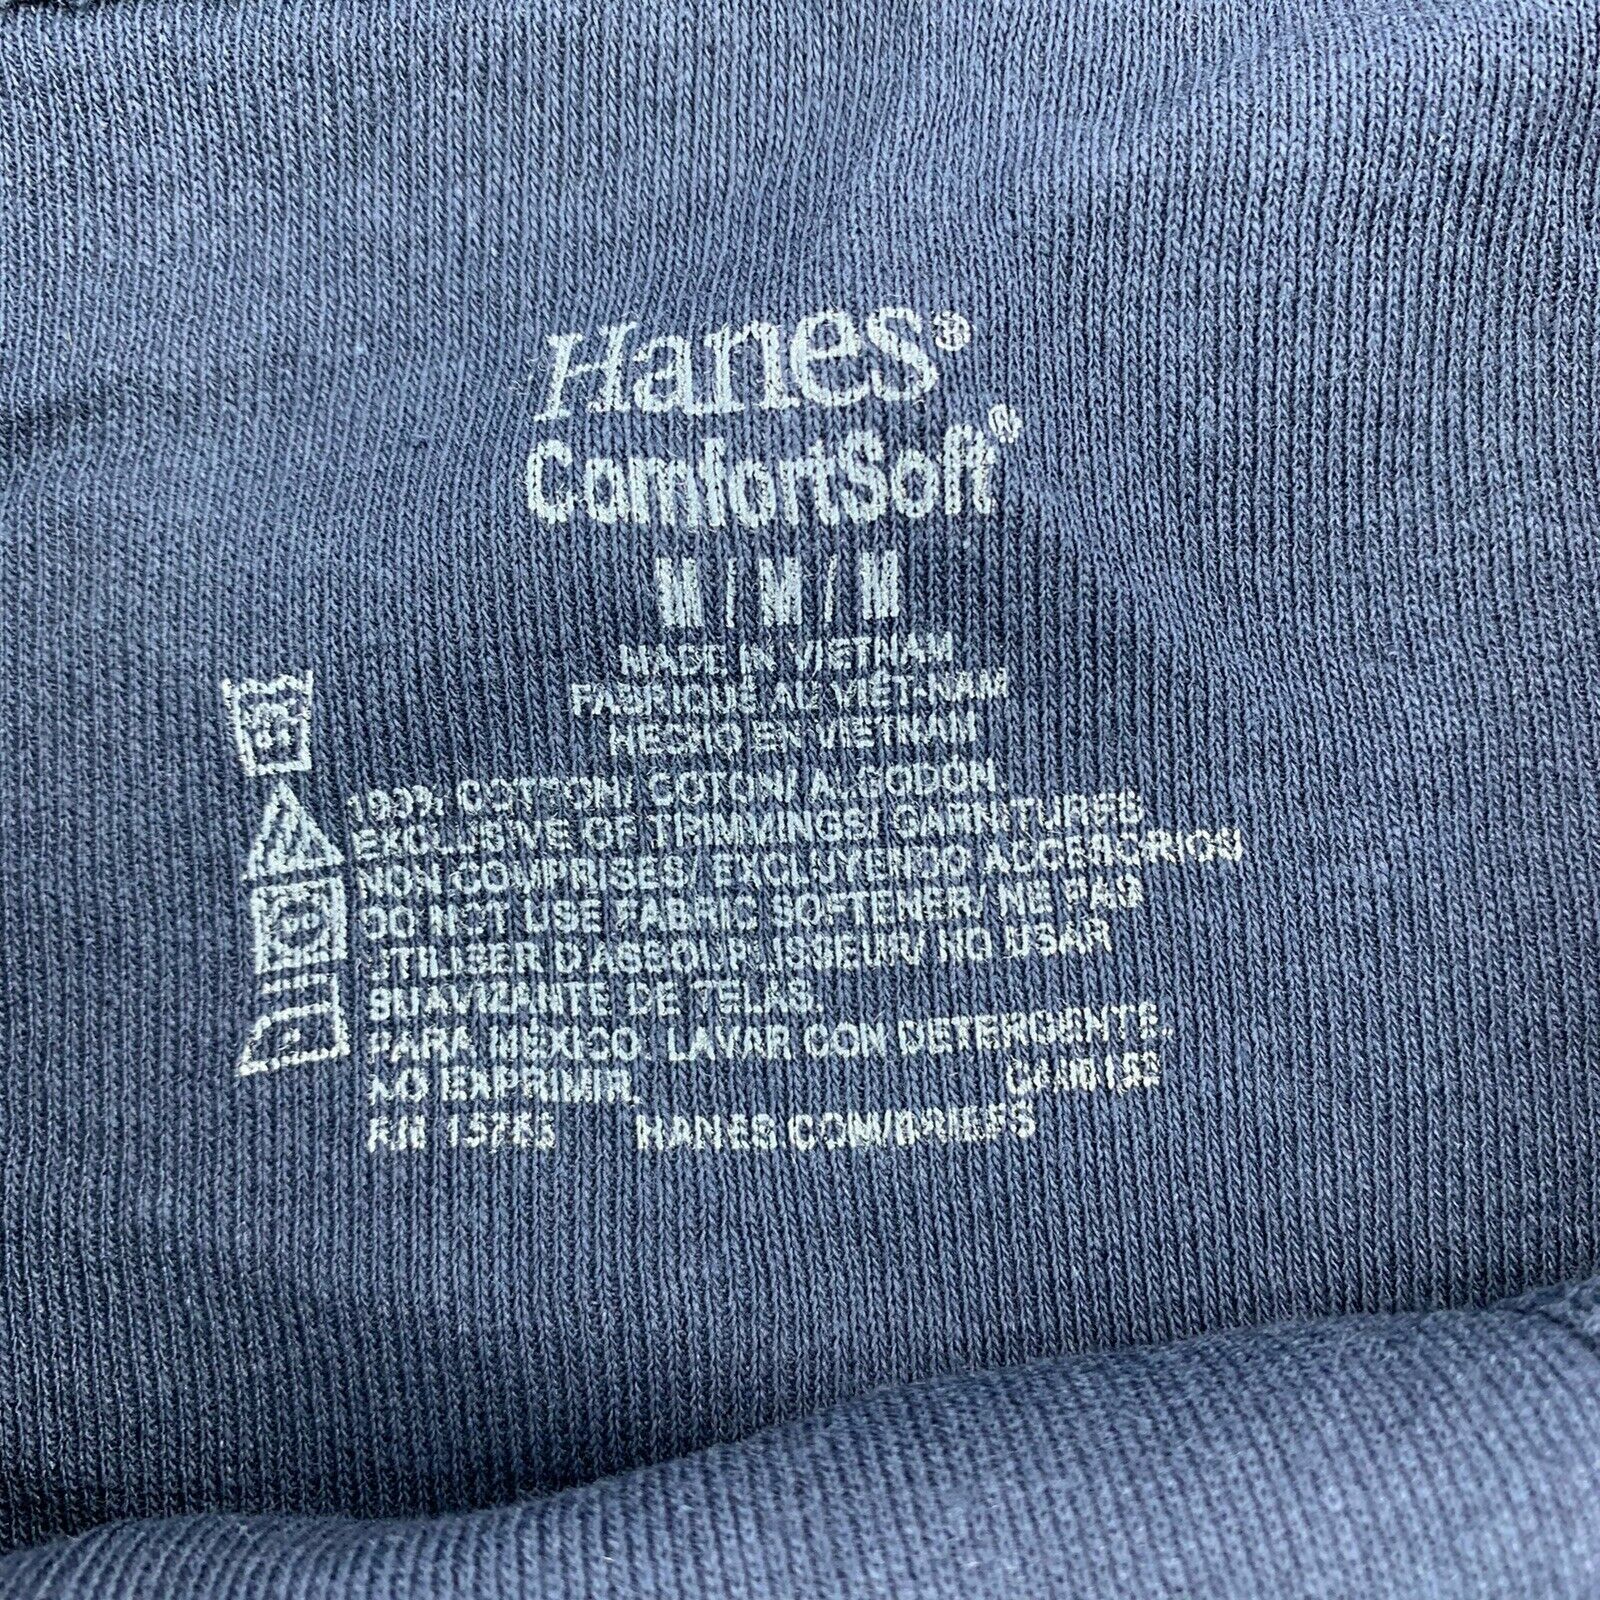 Hanes®
ComfortSoft®
M / M / M
MADE IN VIETNAM
FABRIQUÉ AU VIÊT-NAM
HECHO EN VIETNAM
100% COTTON/ COTON/ ALGODÓN
EXCLUSIVE OF TRIMMINGS/ GARNITURES
NON COMPRISES/ EXCLUYENDO ACCESORIOS
DO NOT USE FABRIC SOFTENER/ NE PAS
UTILISER D'ASSOUPLISSEUR/ NO USAR
SUAVIZANTE DE TELAS.
PARA MEXICO: LAVAR CON DETERGENTE.
NO EXPRIMIR.
RN 15763 HANES.COM/BRIEFS